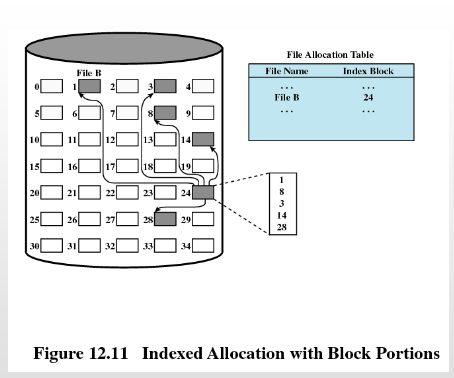 File B
0 1 2 3 4
5 6 7 8 9
10 11 12 13 14
15 16 17 18 19
20 21 22 23 24
25 26 27 28 29
30 31 32 33 34
File Allocation Table
File Name Index Block
... ...
File B 24
... ...
1
8
3
14
28
Figure 12.11 Indexed Allocation with Block Portions